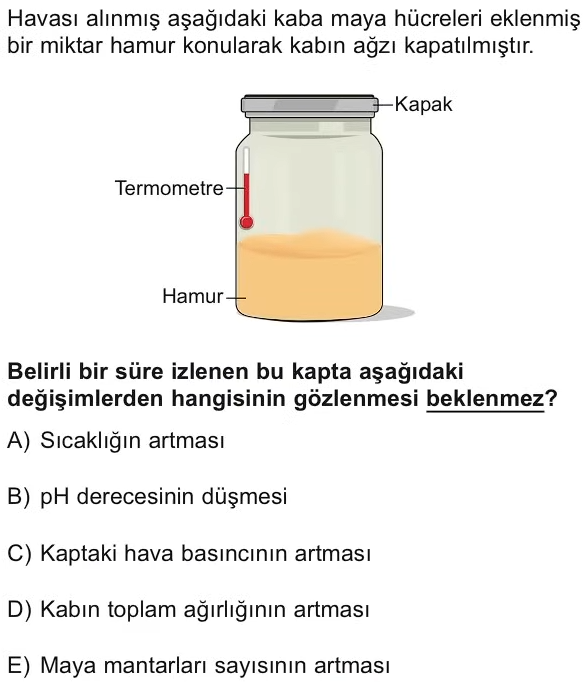 Havası alınmış aşağıdaki kaba maya hücreleri eklenmiş
bir miktar hamur konularak kabın ağzı kapatılmıştır.
Kapak
Termometre
Hamur
Belirli bir süre izlenen bu kapta aşağıdaki
değişimlerden hangisinin gözlenmesi beklenmez?
A) Sıcaklığın artması
B) pH derecesinin düşmesi
C) Kaptaki hava basıncının artması
D) Kabın toplam ağırlığının artması
E) Maya mantarları sayısının artması